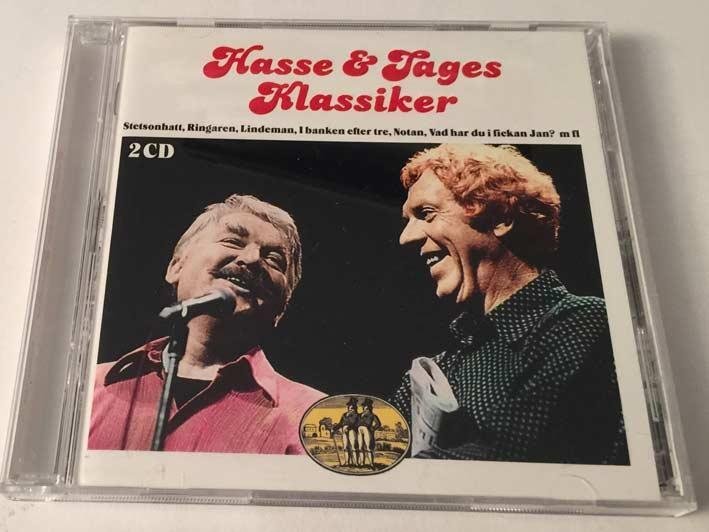 Hasse & Tages
Klassiker
Stetsonhatt, Ringaren, Lindeman, I banken efter tre, Notan, Vad har du i fickan Jan? m fl
2 CD